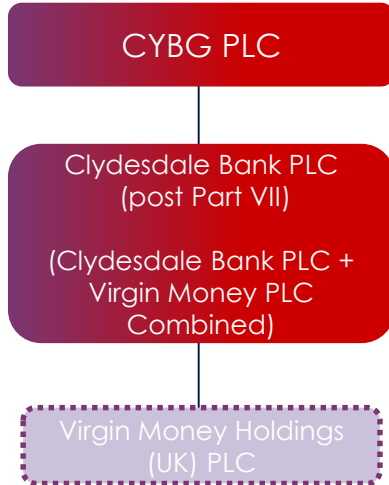 CYBG PLC
Clydesdale Bank PLC
(post Part VII)
(Clydesdale Bank PLC +
Virgin Money PLC
Combined)
Virgin Money Holdings
(UK) PLC